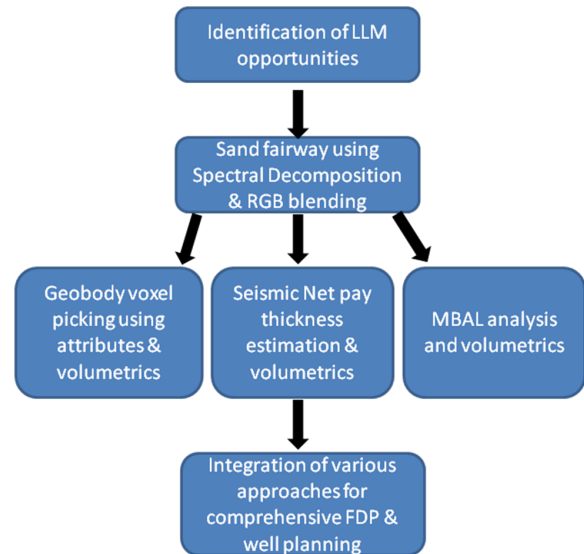 Identification of LLM
opportunities
Sand fairway using
Spectral Decomposition
& RGB blending
Geobody voxel
picking using
attributes &
volumetrics
Seismic Net pay
thickness
estimation &
volumetrics
MBAL analysis
and volumetrics
Integration of various
approaches for
comprehensive FDP &
well planning